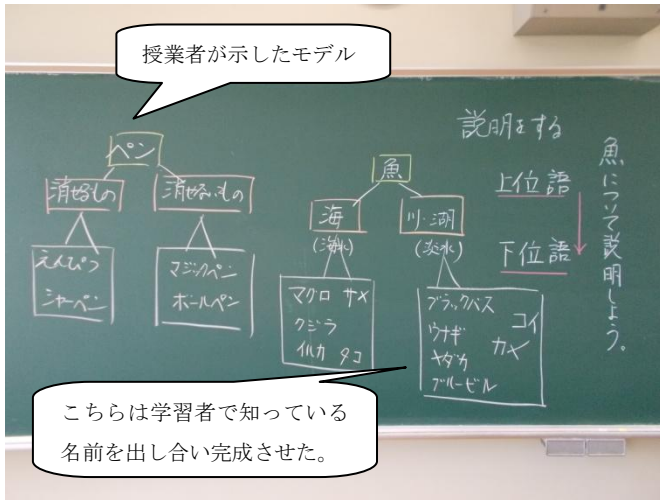 授業者が示したモデル
説明をする
魚について説明しよう。
上位語
下位語
ペン
消せるもの
消せないもの
えんぴつ
シャーペン
マジックペン
ボールペン
魚
海
(海水)
川・湖
(淡水)
マグロ サメ
クジラ
イルカ タコ
ブラックバス
コイ
ウナギ
カメ
メダカ
ブルーギル
こちらは学習者で知っている
名前を出し合い完成させた。